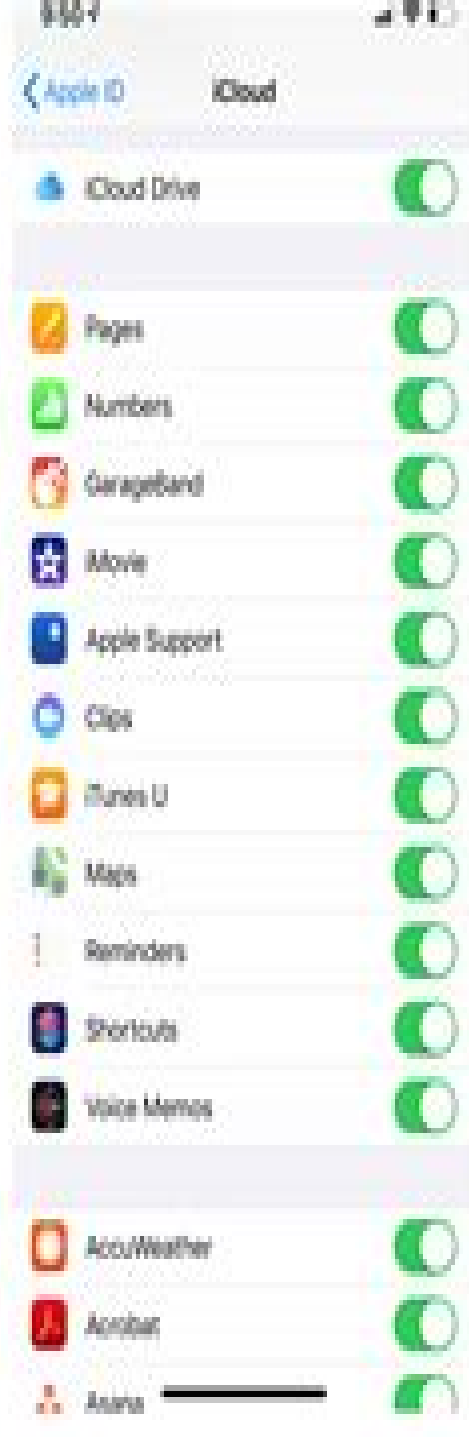 Apple ID
iCloud
iCloud Drive
Pages
Numbers
GarageBand
iMovie
Apple Support
Clips
iTunes U
Maps
Reminders
Shortcuts
Voice Memos
AccuWeather
Acrobat
Asana